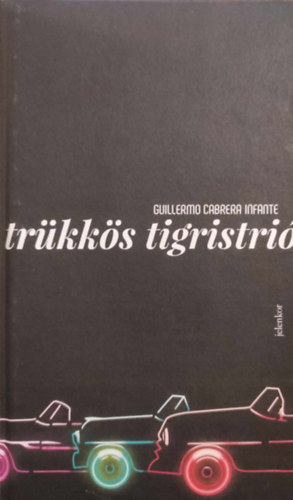 GUILLERMO CABRERA INFANTE
trükkös tigristrió
jelenkor